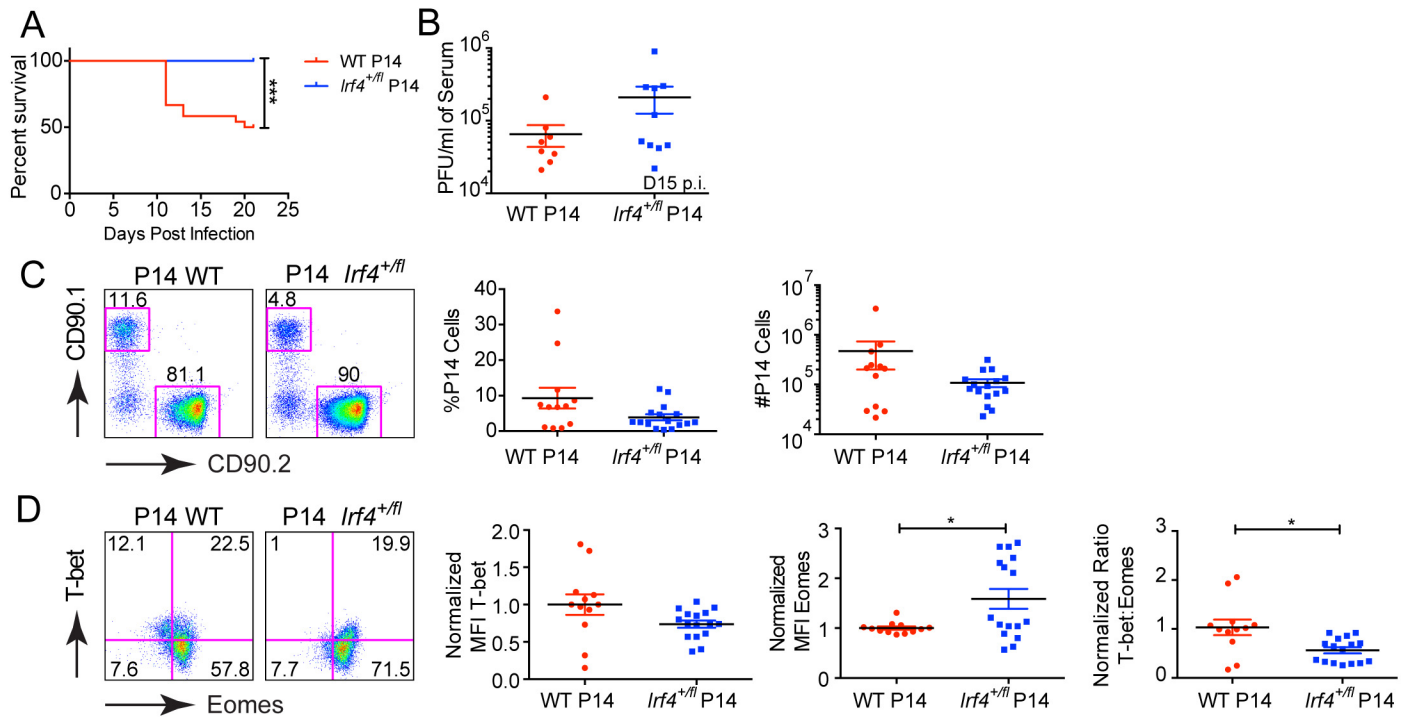 A
Percent survival
100
50
0
0 5 10 15 20 25
Days Post Infection
***
WT P14
Irf4+/fl P14
B
PFU/ml of Serum
10^6
10^5
10^4
D15 p.i.
WT P14 Irf4+/fl P14
C
P14 WT
P14 Irf4+/fl
CD90.1
11.6
81.1
4.8
90
CD90.2
%P14 Cells
40
30
20
10
0
WT P14 Irf4+/fl P14
#P14 Cells
10^7
10^6
10^5
10^4
WT P14 Irf4+/fl P14
D
P14 WT
P14 Irf4+/fl
T-bet
12.1 22.5
7.6 57.8
1 19.9
7.7 71.5
Eomes
Normalized
MFI T-bet
2.0
1.5
1.0
0.5
0.0
WT P14 Irf4+/fl P14
Normalized
MFI Eomes
3
2
1
0
*
WT P14 Irf4+/fl P14
Normalized Ratio
T-bet:Eomes
3
2
1
0
*
WT P14 Irf4+/fl P14